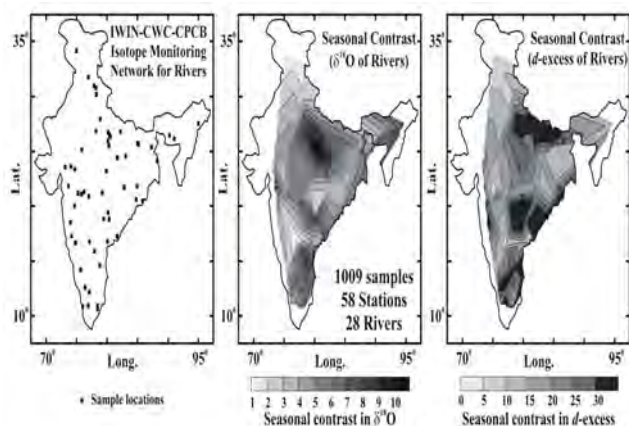 IWIN-CWC-CPCB
Isotope Monitoring
Network for Rivers
35°
Lat.
10°
70°
Long.
95°
Sample locations
Seasonal Contrast
(δ¹⁸O of Rivers)
35°
Lat.
10°
1009 samples
58 Stations
28 Rivers
70°
Long.
95°
1 2 3 4 5 6 7 8 9 10
Seasonal contrast in δ¹⁸O
Seasonal Contrast
(d-excess of Rivers)
35°
Lat.
10°
70°
Long.
95°
0 5 10 15 20 25 30
Seasonal contrast in d-excess